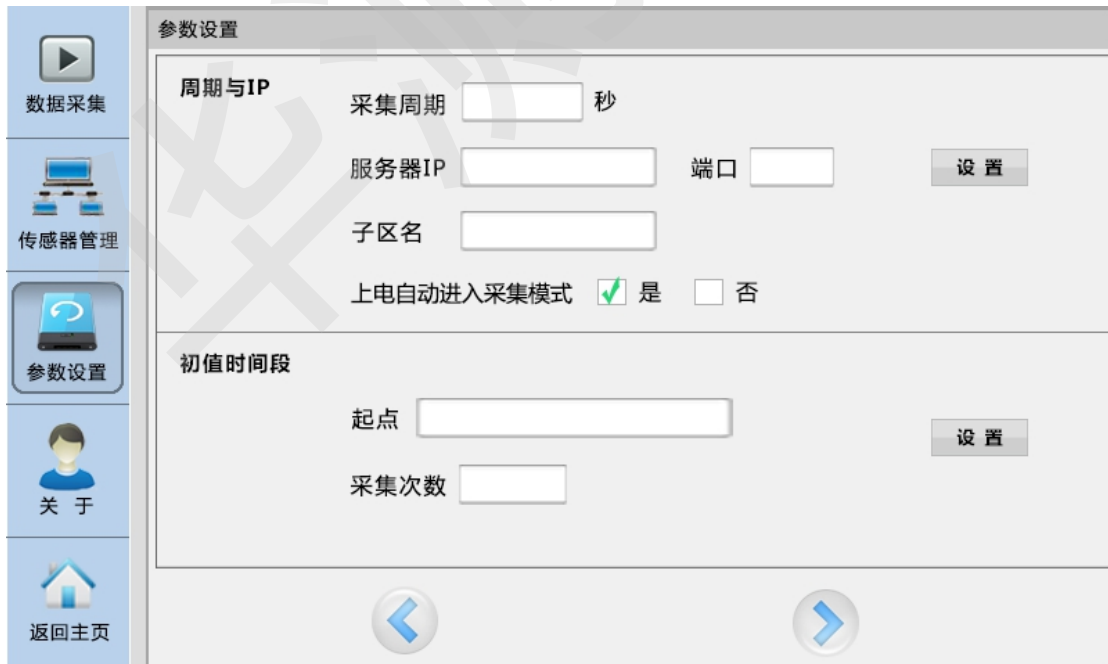 参数设置
数据采集
传感器管理
参数设置
关 于
返回主页
周期与IP
采集周期 秒
服务器IP 端口 设 置
子区名
上电自动进入采集模式 是 否
初值时间段
起点 设 置
采集次数